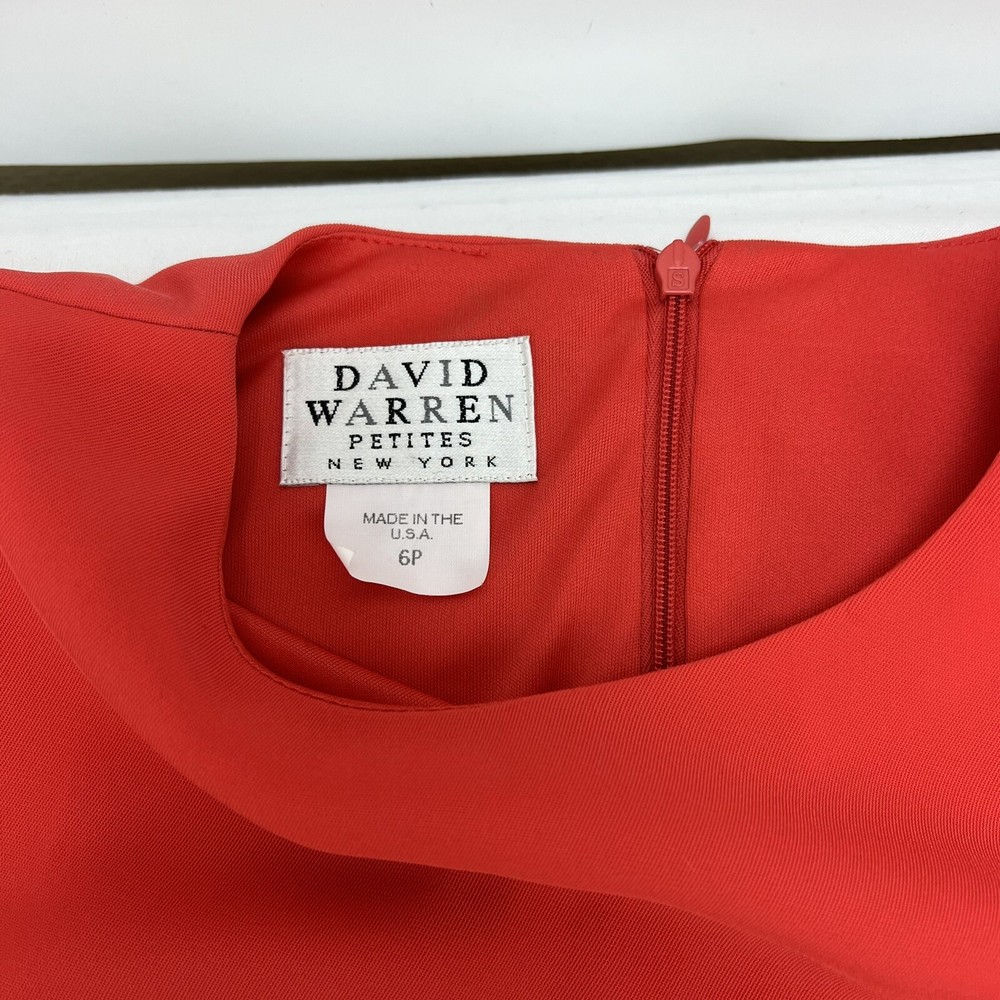 DAVID
WARREN
PETITES
NEW YORK
MADE IN THE
U.S.A.
6P
S